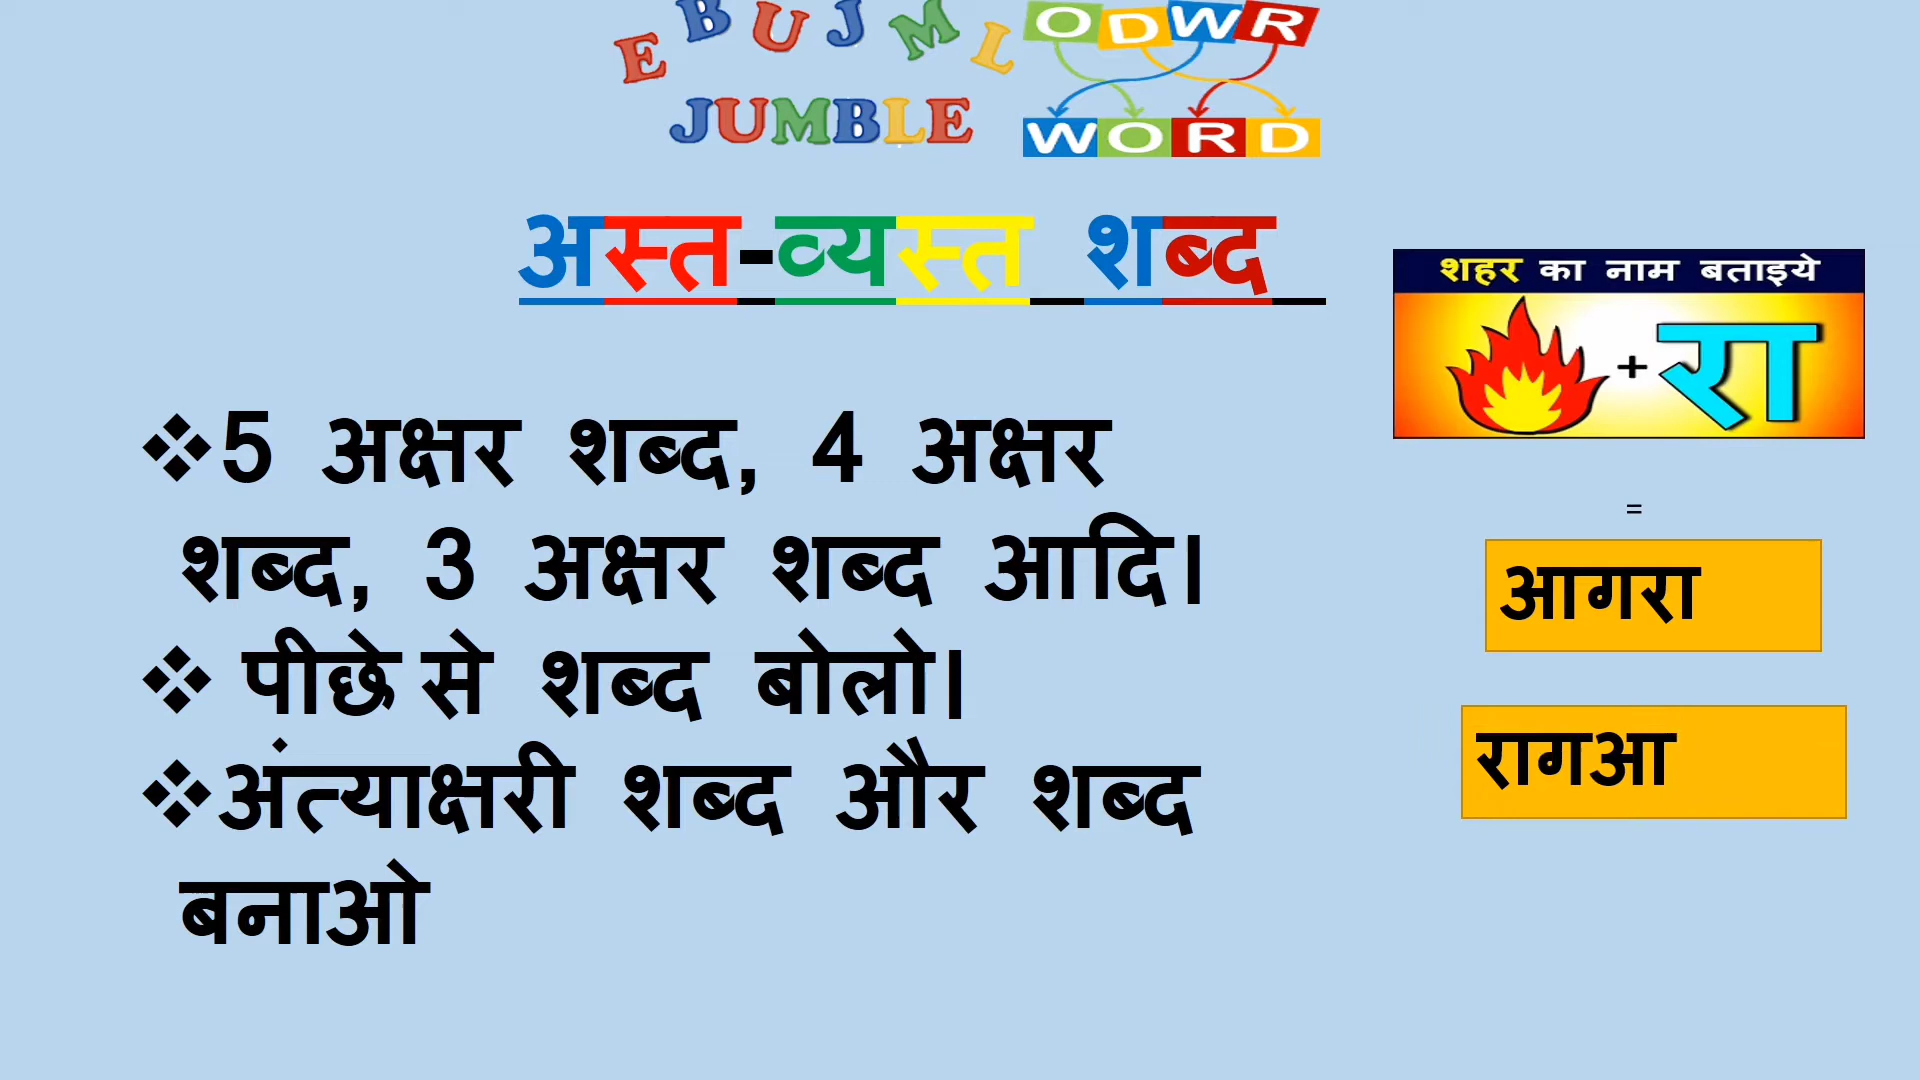 E B U J M L
O D W R
JUMBLE
WORD
अस्त-व्यस्त शब्द
शहर का नाम बताइये
+ रा
5 अक्षर शब्द, 4 अक्षर
शब्द, 3 अक्षर शब्द आदि।
पीछे से शब्द बोलो।
अंत्याक्षरी शब्द और शब्द
बनाओ
=
आगरा
रागआ